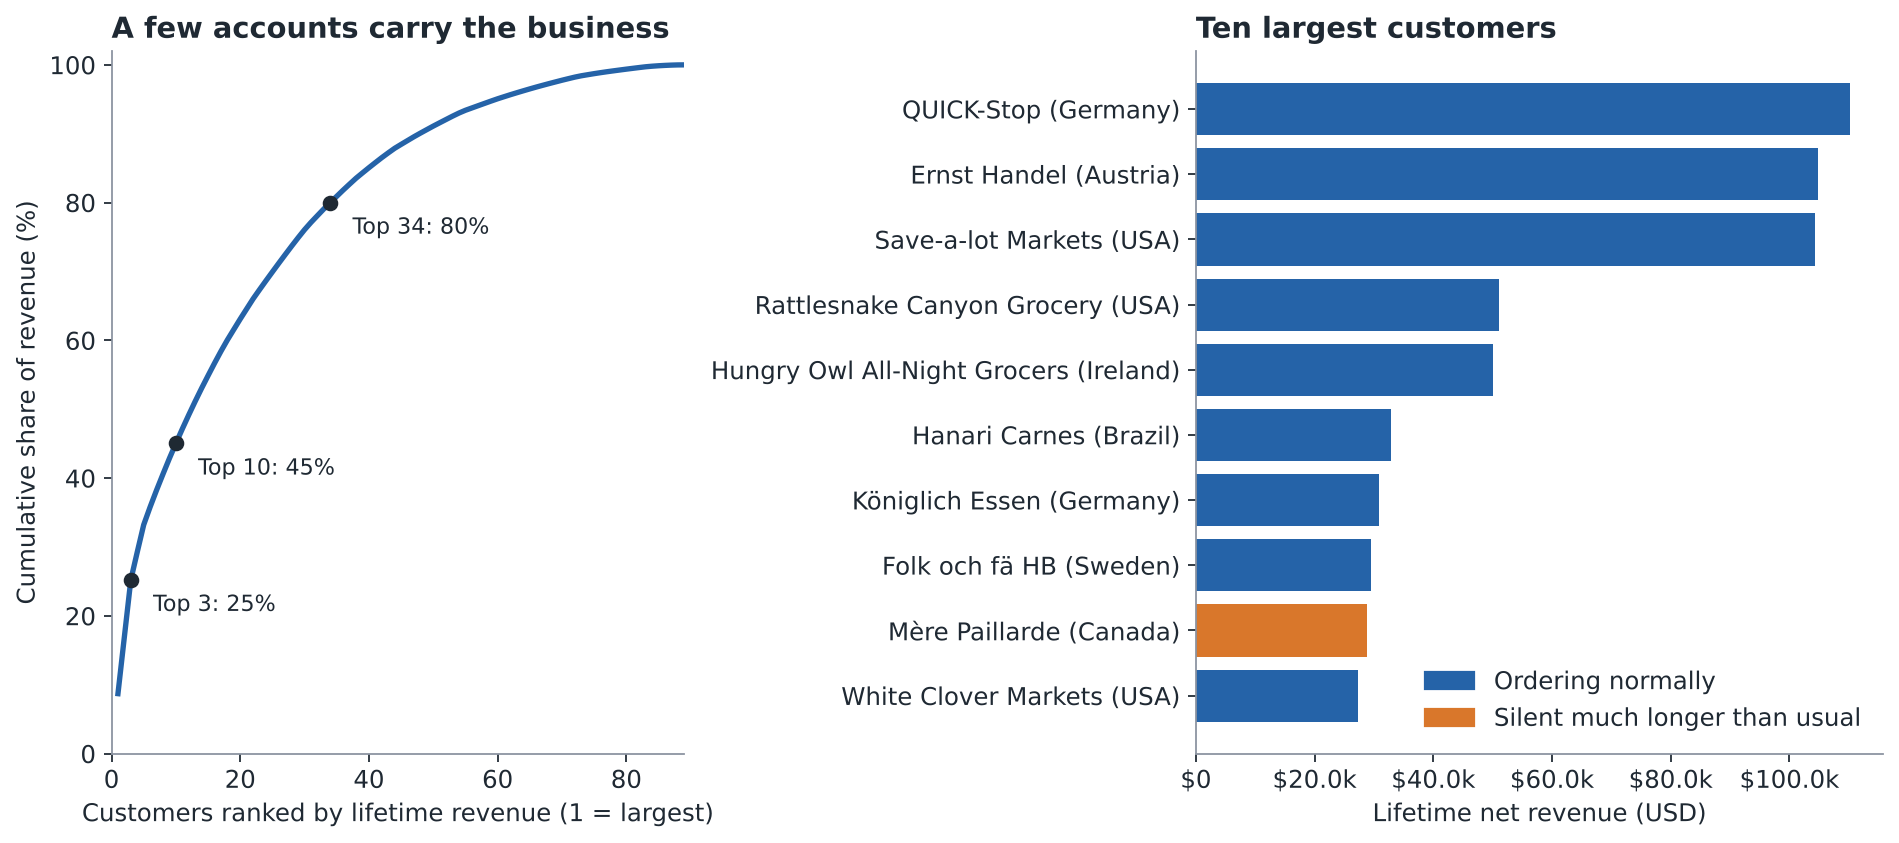 A few accounts carry the business
Cumulative share of revenue (%)
100
80
60
40
20
0
Top 34: 80%
Top 10: 45%
Top 3: 25%
0 20 40 60 80
Customers ranked by lifetime revenue (1 = largest)
Ten largest customers
QUICK-Stop (Germany)
Ernst Handel (Austria)
Save-a-lot Markets (USA)
Rattlesnake Canyon Grocery (USA)
Hungry Owl All-Night Grocers (Ireland)
Hanari Carnes (Brazil)
Königlich Essen (Germany)
Folk och fä HB (Sweden)
Mère Paillarde (Canada)
White Clover Markets (USA)
Ordering normally
Silent much longer than usual
$0 $20.0k $40.0k $60.0k $80.0k $100.0k
Lifetime net revenue (USD)